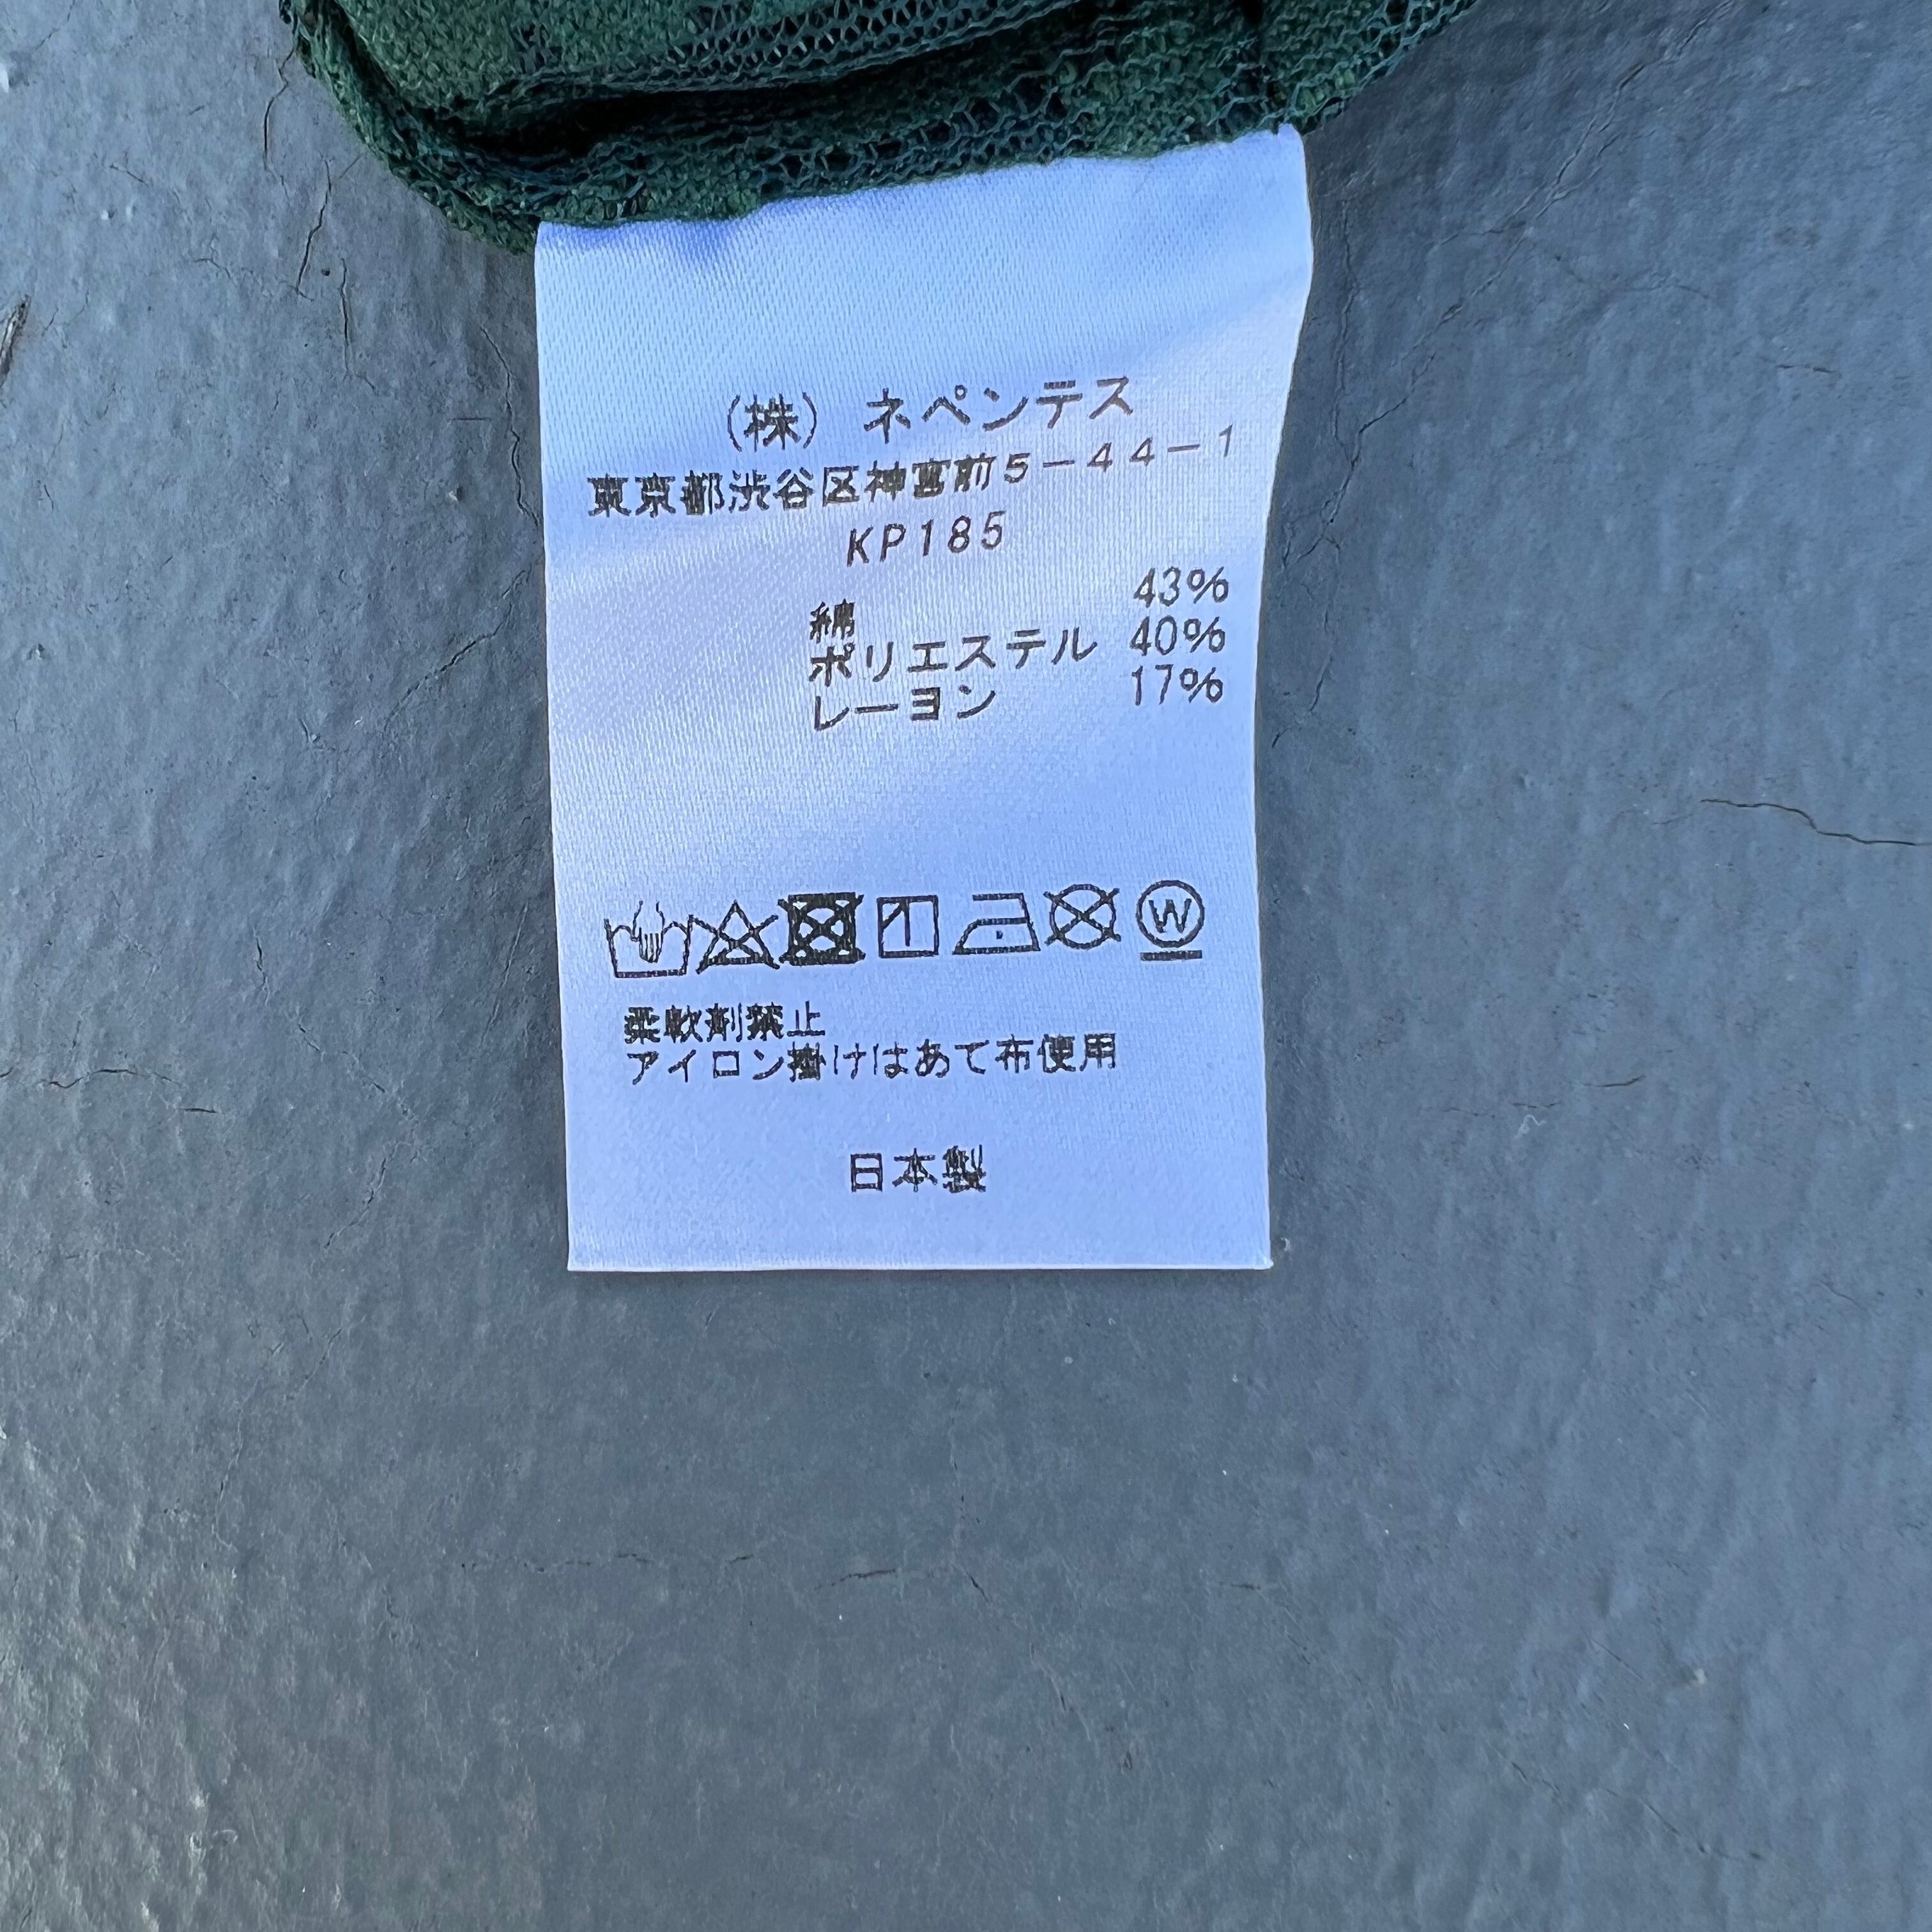 (株) ネペンテス
東京都渋谷区神宮前5-44-1
KP185
綿 43%
ポリエステル 40%
レーヨン 17%
W
柔軟剤禁止
アイロン掛けはあて布使用
日本製